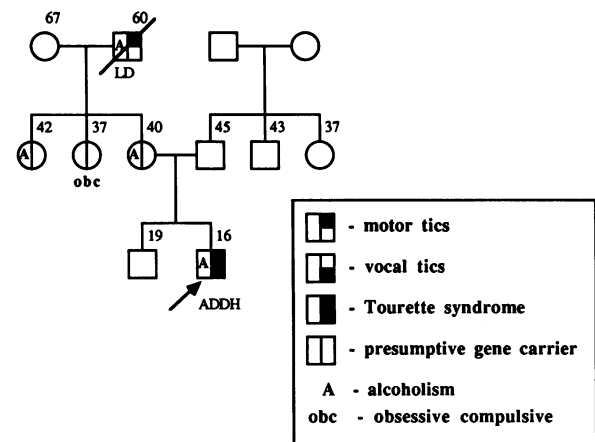 67 60
A
LD
42 37 40 45 43 37
A A
obc
19 16
A
ADDH
- motor tics
- vocal tics
- Tourette syndrome
- presumptive gene carrier
A - alcoholism
obc - obsessive compulsive